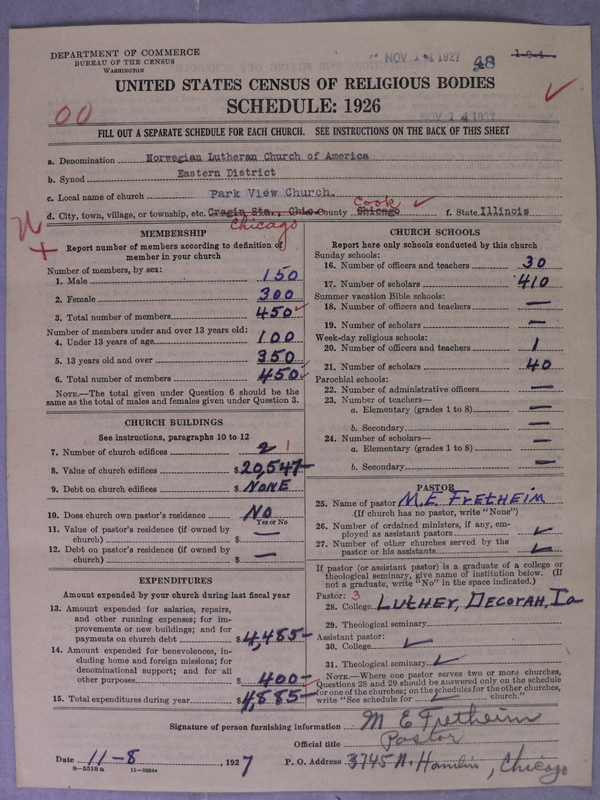 DEPARTMENT OF COMMERCE
BUREAU OF THE CENSUS
WASHINGTON
NOV 14 1927
48
UNITED STATES CENSUS OF RELIGIOUS BODIES
SCHEDULE: 1926
NOV 14 1927
00
FILL OUT A SEPARATE SCHEDULE FOR EACH CHURCH. SEE INSTRUCTIONS ON THE BACK OF THIS SHEET
a. Denomination Norwegian Lutheran Church of America
b. Synod Eastern District
c. Local name of church Park View Church.
d. City, town, village, or township, etc. Cragin Sta., Chic. County Chicago Cook f. State Illinois
Chicago
MEMBERSHIP
Report number of members according to definition of
member in your church
Number of members, by sex:
1. Male 150
2. Female 300
3. Total number of members 450
Number of members under and over 13 years old:
4. Under 13 years of age 100
5. 13 years old and over 350
6. Total number of members 450
NOTE.—The total given under Question 6 should be the
same as the total of males and females given under Question 3.
CHURCH BUILDINGS
See instructions, paragraphs 10 to 12
7. Number of church edifices 2 1
8. Value of church edifices $20,547—
9. Debt on church edifices $ NONE
10. Does church own pastor's residence No
Yes or No
11. Value of pastor's residence (if owned by
church) $ —
12. Debt on pastor's residence (if owned by
church) $ —
EXPENDITURES
Amount expended by your church during last fiscal year
13. Amount expended for salaries, repairs,
and other running expenses; for im-
provements or new buildings; and for
payments on church debt $4,485—
14. Amount expended for benevolences, in-
cluding home and foreign missions; for
denominational support; and for all
other purposes $400—
15. Total expenditures during year $4,885—
CHURCH SCHOOLS
Report here only schools conducted by this church
Sunday schools:
16. Number of officers and teachers 30
17. Number of scholars 410
Summer vacation Bible schools:
18. Number of officers and teachers —
19. Number of scholars —
Week-day religious schools:
20. Number of officers and teachers 1
21. Number of scholars 40
Parochial schools:
22. Number of administrative officers —
23. Number of teachers—
a. Elementary (grades 1 to 8) —
b. Secondary —
24. Number of scholars—
a. Elementary (grades 1 to 8) —
b. Secondary —
PASTOR
25. Name of pastor M. E. FRETHEIM
(If church has no pastor, write "None")
26. Number of ordained ministers, if any, em-
ployed as assistant pastors
27. Number of other churches served by the
pastor or his assistants
If pastor (or assistant pastor) is a graduate of a college or
theological seminary, give name of institution below. (If
not a graduate, write "No" in the space indicated.)
Pastor: 3
28. College LUTHER, DECORAH, Ia
29. Theological seminary
Assistant pastor:
30. College
31. Theological seminary
NOTE.—Where one pastor serves two or more churches,
Questions 28 and 29 should be answered only on the schedule
for one of the churches; on the schedules for the other churches,
write "See schedule for church."
Signature of person furnishing information M E Fretheim
Official title Pastor
Date 11-8, 1927 P. O. Address 3745 N. Hamlin, Chicago
8—5518a 11—9554a